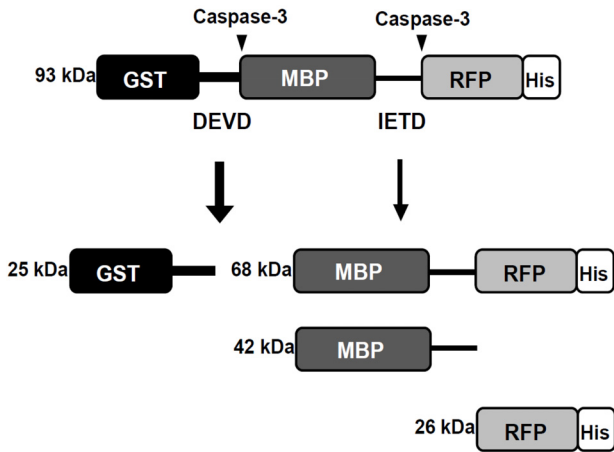 Caspase-3 Caspase-3
93 kDa GST MBP RFP His
DEVD IETD
25 kDa GST 68 kDa MBP RFP His
42 kDa MBP
26 kDa RFP His